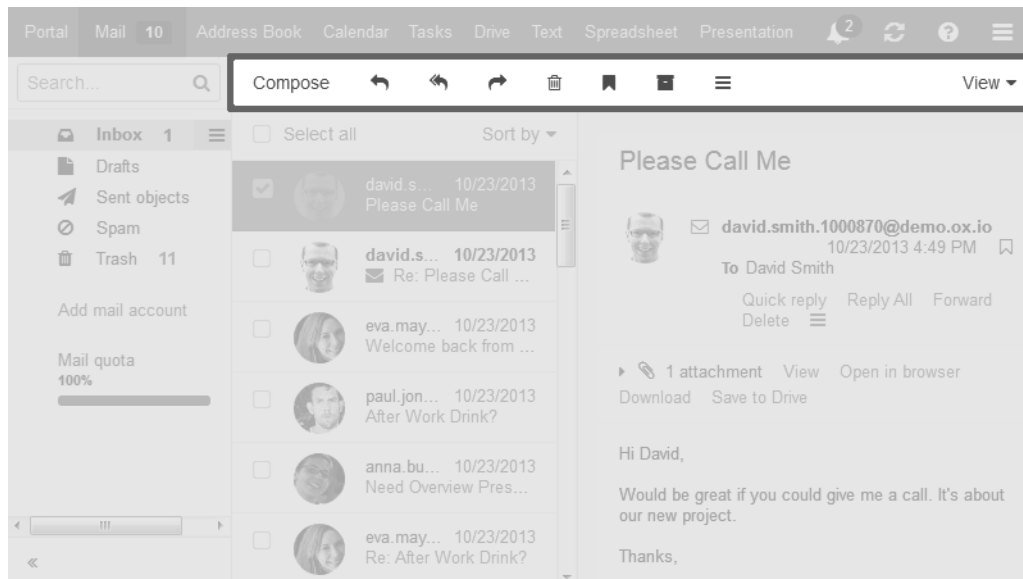 Portal Mail 10 Address Book Calendar Tasks Drive Text Spreadsheet Presentation 2
Search...
Compose View
Inbox 1
Drafts
Sent objects
Spam
Trash 11
Add mail account
Mail quota
100%
Select all Sort by
david.s... 10/23/2013
Please Call Me
david.s... 10/23/2013
Re: Please Call ...
eva.may... 10/23/2013
Welcome back from ...
paul.jon... 10/23/2013
After Work Drink?
anna.bu... 10/23/2013
Need Overview Pres...
eva.may... 10/23/2013
Re: After Work Drink?
Please Call Me
david.smith.1000870@demo.ox.io
10/23/2013 4:49 PM
To David Smith
Quick reply Reply All Forward
Delete
1 attachment View Open in browser
Download Save to Drive
Hi David,
Would be great if you could give me a call. It's about
our new project.
Thanks,